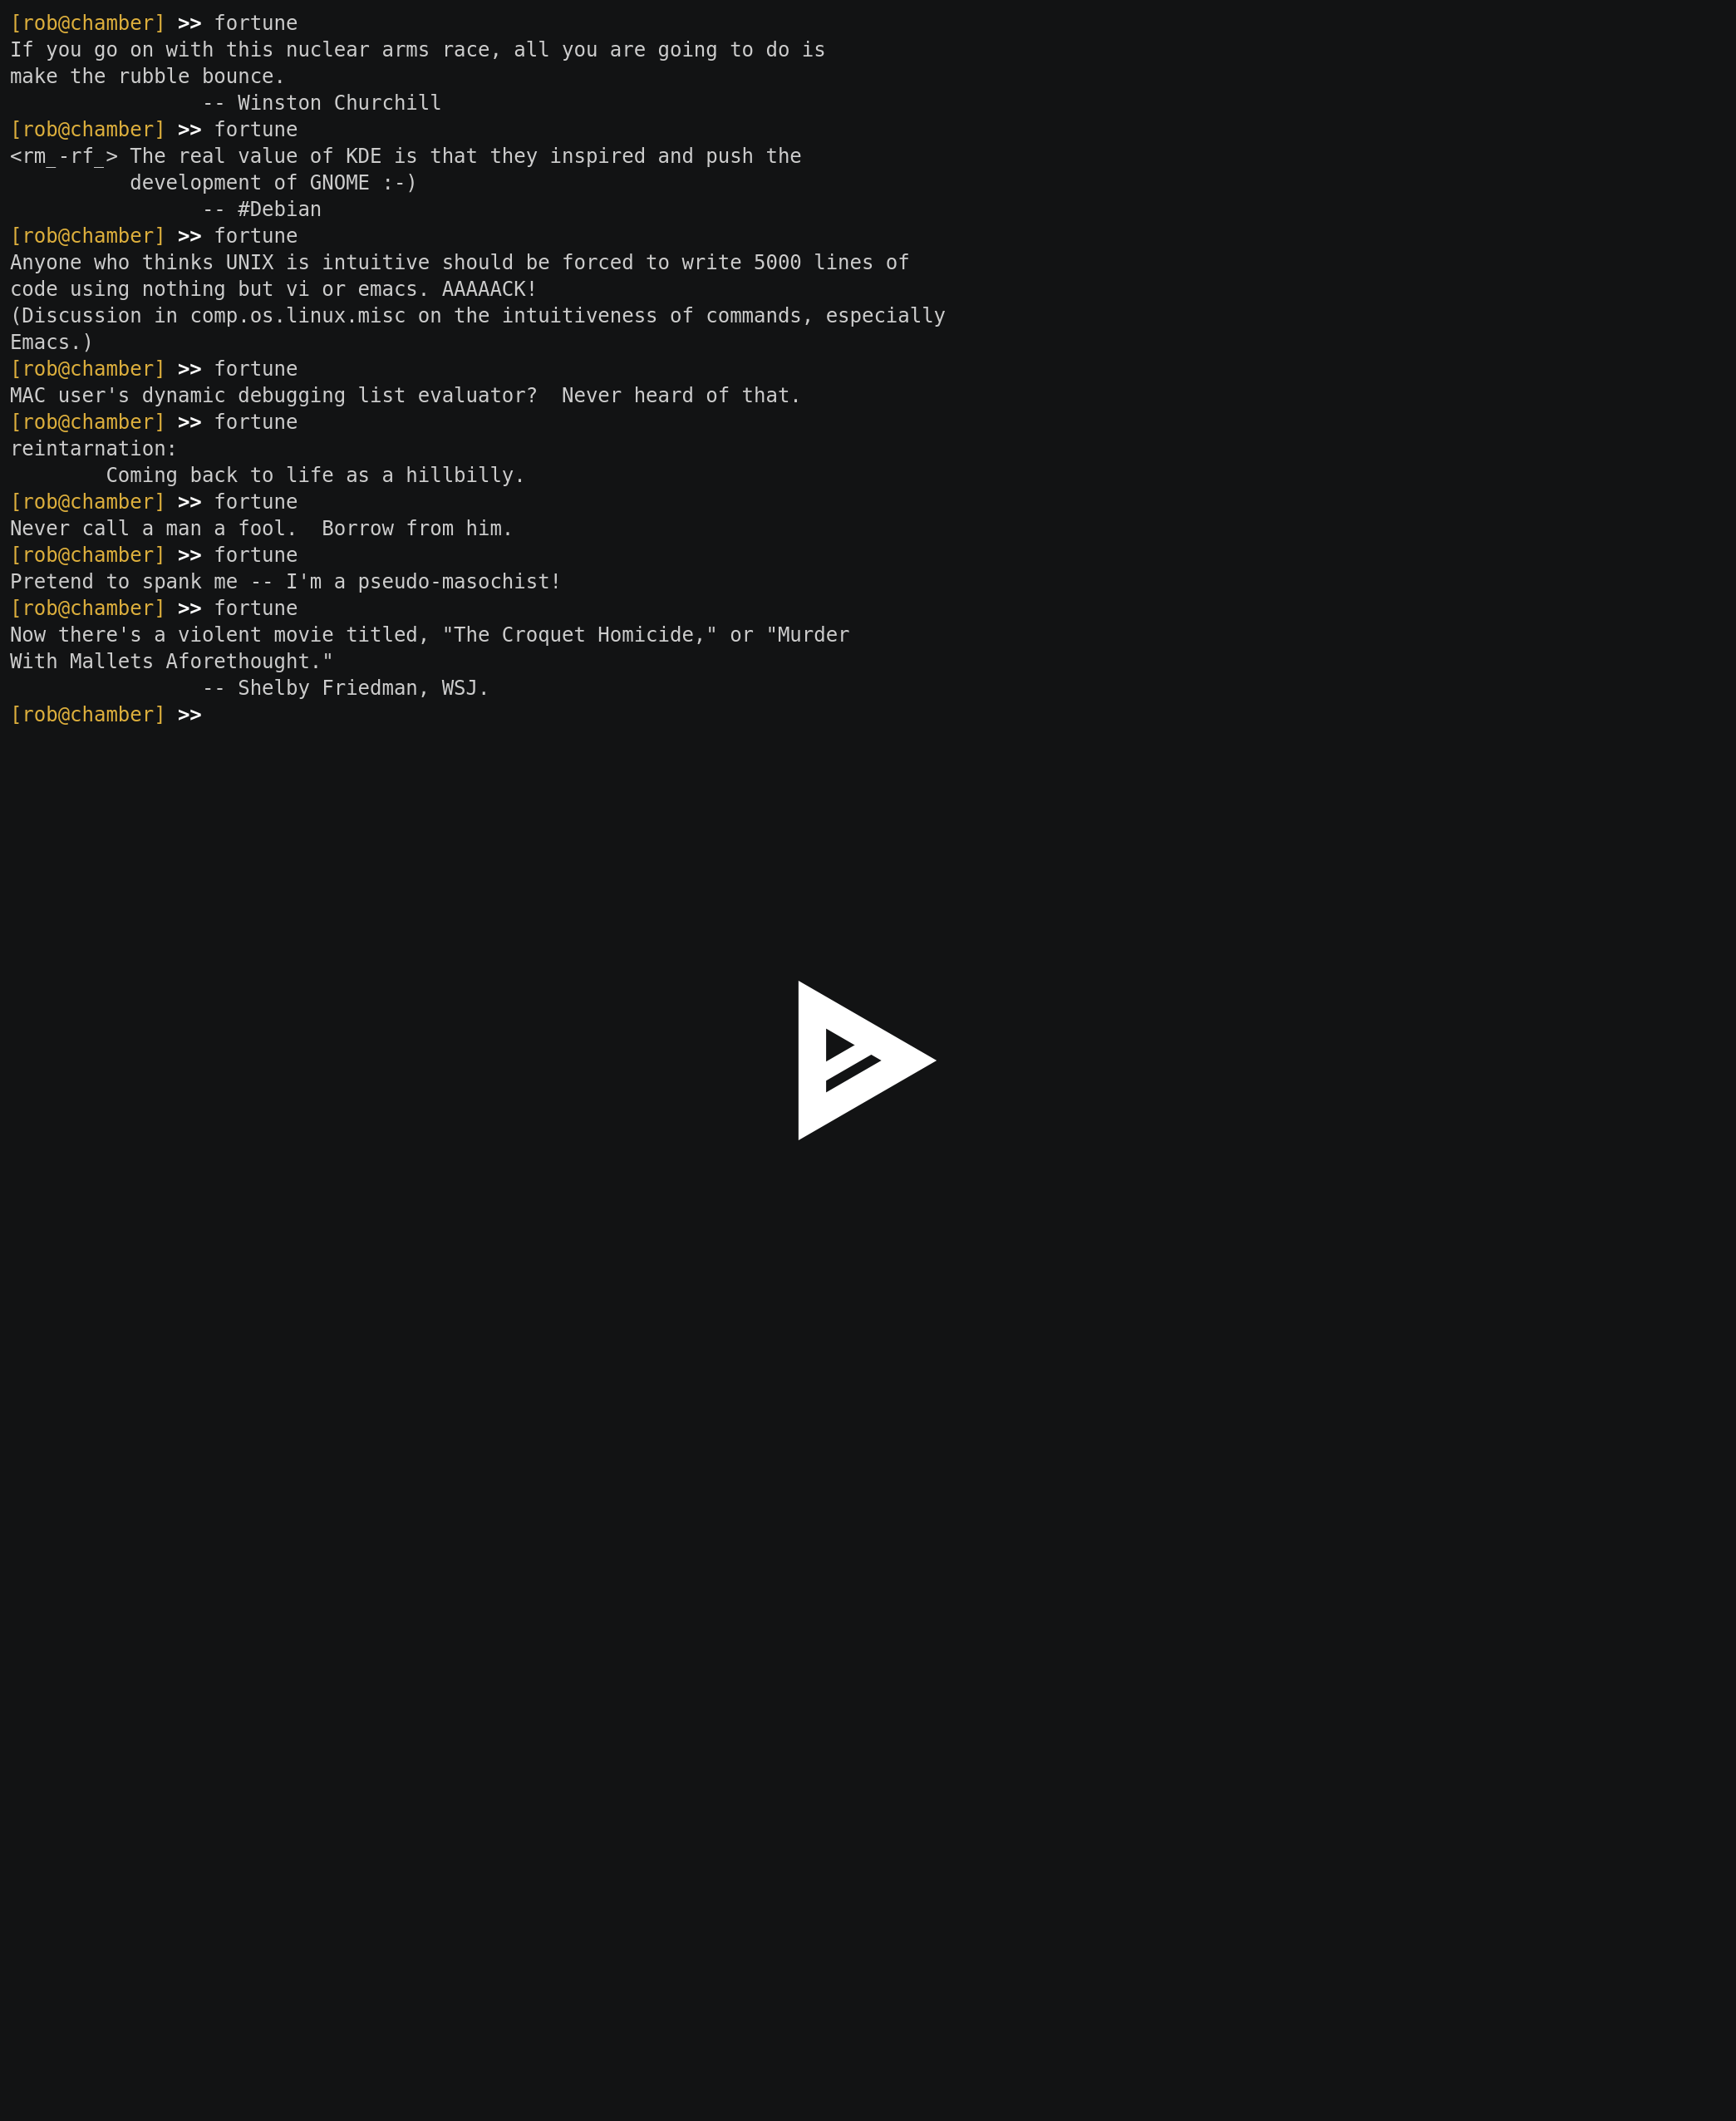 [rob@chamber] >> fortune
If you go on with this nuclear arms race, all you are going to do is
make the rubble bounce.
                -- Winston Churchill
[rob@chamber] >> fortune
<rm_-rf_> The real value of KDE is that they inspired and push the
          development of GNOME :-)
                -- #Debian
[rob@chamber] >> fortune
Anyone who thinks UNIX is intuitive should be forced to write 5000 lines of
code using nothing but vi or emacs. AAAAACK!
(Discussion in comp.os.linux.misc on the intuitiveness of commands, especially
Emacs.)
[rob@chamber] >> fortune
MAC user's dynamic debugging list evaluator?  Never heard of that.
[rob@chamber] >> fortune
reintarnation:
        Coming back to life as a hillbilly.
[rob@chamber] >> fortune
Never call a man a fool.  Borrow from him.
[rob@chamber] >> fortune
Pretend to spank me -- I'm a pseudo-masochist!
[rob@chamber] >> fortune
Now there's a violent movie titled, "The Croquet Homicide," or "Murder
With Mallets Aforethought."
                -- Shelby Friedman, WSJ.
[rob@chamber] >>